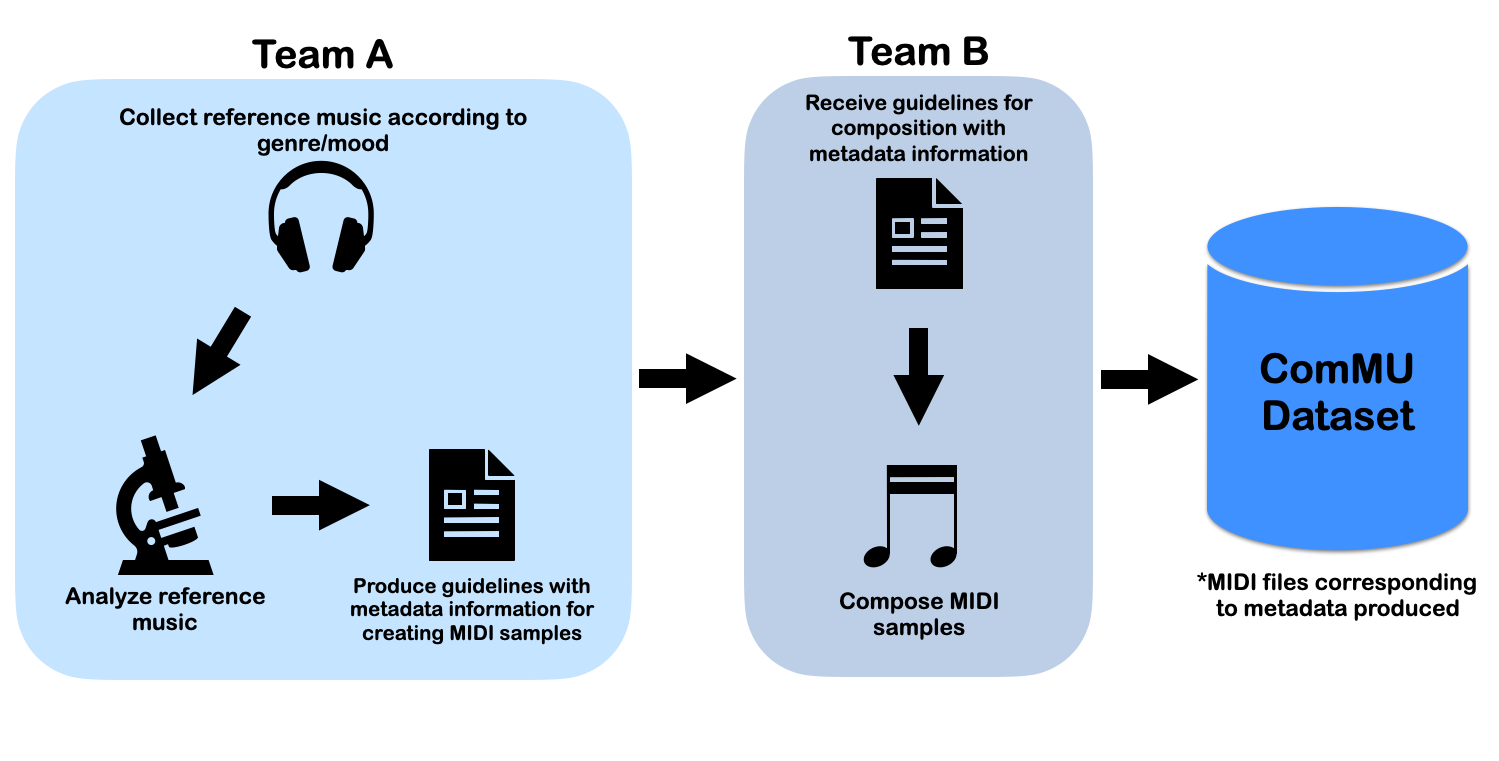 Team A
Collect reference music according to
genre/mood
Analyze reference
music
Produce guidelines with
metadata information for
creating MIDI samples
Team B
Receive guidelines for
composition with
metadata information
Compose MIDI
samples
ComMU
Dataset
*MIDI files corresponding
to metadata produced